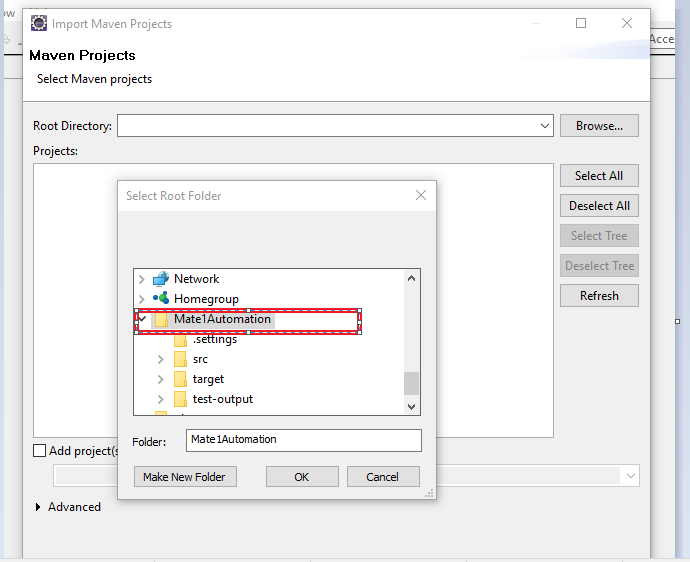 ow
Import Maven Projects
Acce
Maven Projects
Select Maven projects
Root Directory:
Browse...
Projects:
Select All
Deselect All
Select Tree
Deselect Tree
Refresh
Select Root Folder
Network
Homegroup
Mate1Automation
.settings
src
target
test-output
Folder: Mate1Automation
Make New Folder OK Cancel
Add project(s
Advanced